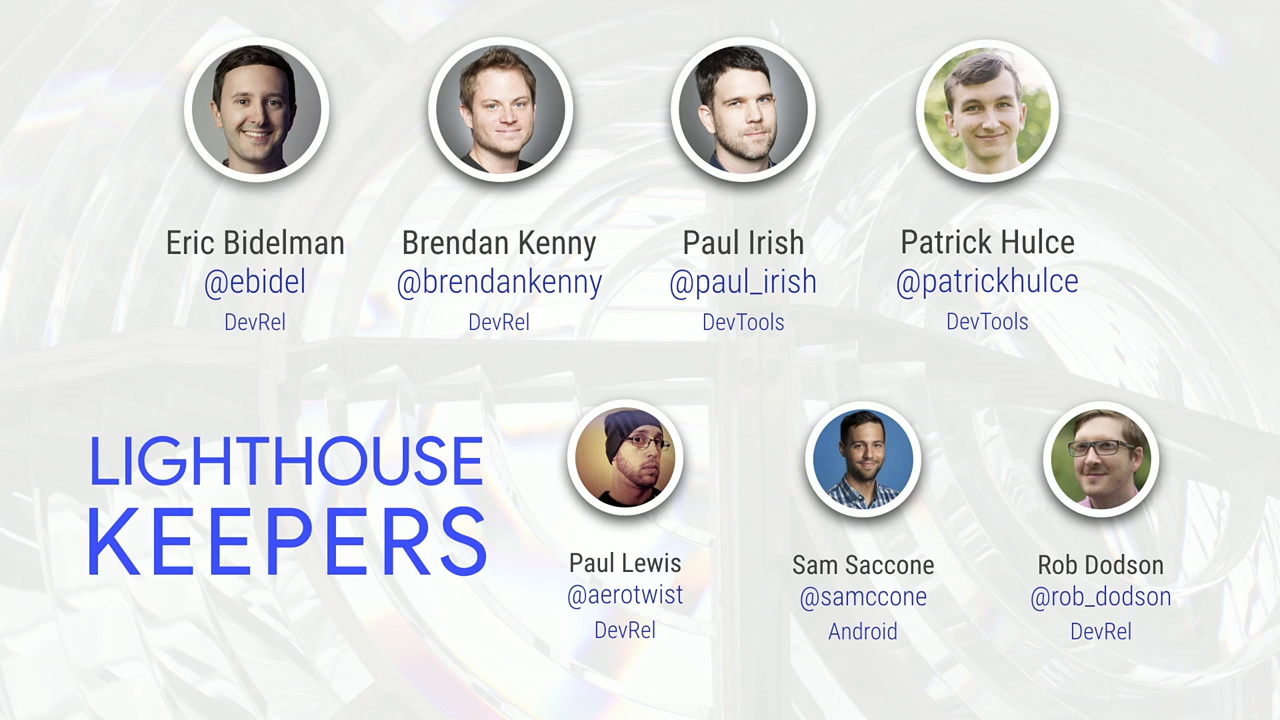 Eric Bidelman
@ebidel
DevRel
Brendan Kenny
@brendankenny
DevRel
Paul Irish
@paul_irish
DevTools
Patrick Hulce
@patrickhulce
DevTools
LIGHTHOUSE
KEEPERS
Paul Lewis
@aerotwist
DevRel
Sam Saccone
@samccone
Android
Rob Dodson
@rob_dodson
DevRel